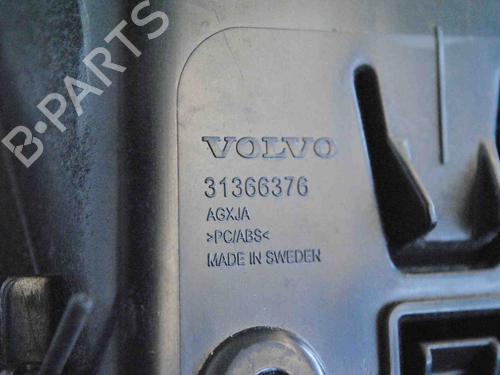 B·PARTS
VOLVO
31366376
AGXJA
>PC/ABS<
MADE IN SWEDEN